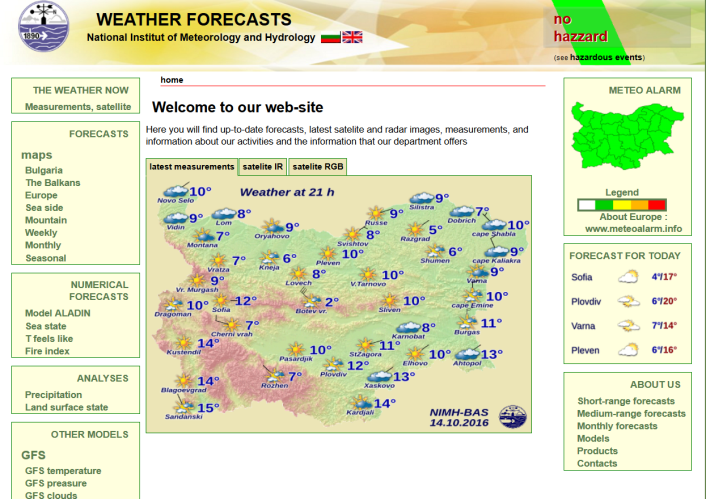 1890
WEATHER FORECASTS
National Institut of Meteorology and Hydrology
no
hazzard
(see hazardous events)
THE WEATHER NOW
Measurements, satellite
FORECASTS
maps
Bulgaria
The Balkans
Europe
Sea side
Mountain
Weekly
Monthly
Seasonal
NUMERICAL
FORECASTS
Model ALADIN
Sea state
T feels like
Fire index
ANALYSES
Precipitation
Land surface state
OTHER MODELS
GFS
GFS temperature
GFS preasure
GFS clouds
home
Welcome to our web-site
Here you will find up-to-date forecasts, latest satelite and radar images, measurements, and
information about our activities and the information that our department offers
latest measurements satelite IR satelite RGB
Weather at 21 h
10° Novo Selo
9° Vidin
8° Lom
7° Montana
9° Oryahovo
9° Russe
9° Silistra
7° Dobrich
10° cape Shabla
8° Svishtov
5° Razgrad
7° Vratza
6° Kneja
10° Pleven
6° Shumen
9° cape Kaliakra
9° Vr. Murgash
8° Lovech
10° V.Tarnovo
9° Varna
10° Dragoman
12° Sofia
2° Botev vr.
10° Sliven
10° cape Emine
7° Cherni vrah
8° Karnobat
11° Burgas
14° Kustendil
10° Pasardjik
11° StZagora
10° Elhovo
13° Ahtopol
12° Plovdiv
14° Blagoevgrad
7° Rozhen
13° Xaskovo
15° Sandanski
14° Kardjali
NIMH-BAS
14.10.2016
METEO ALARM
Legend
About Europe :
www.meteoalarm.info
FORECAST FOR TODAY
Sofia 4°/17°
Plovdiv 6°/20°
Varna 7°/14°
Pleven 6°/16°
ABOUT US
Short-range forecasts
Medium-range forecasts
Monthly forecasts
Models
Products
Contacts